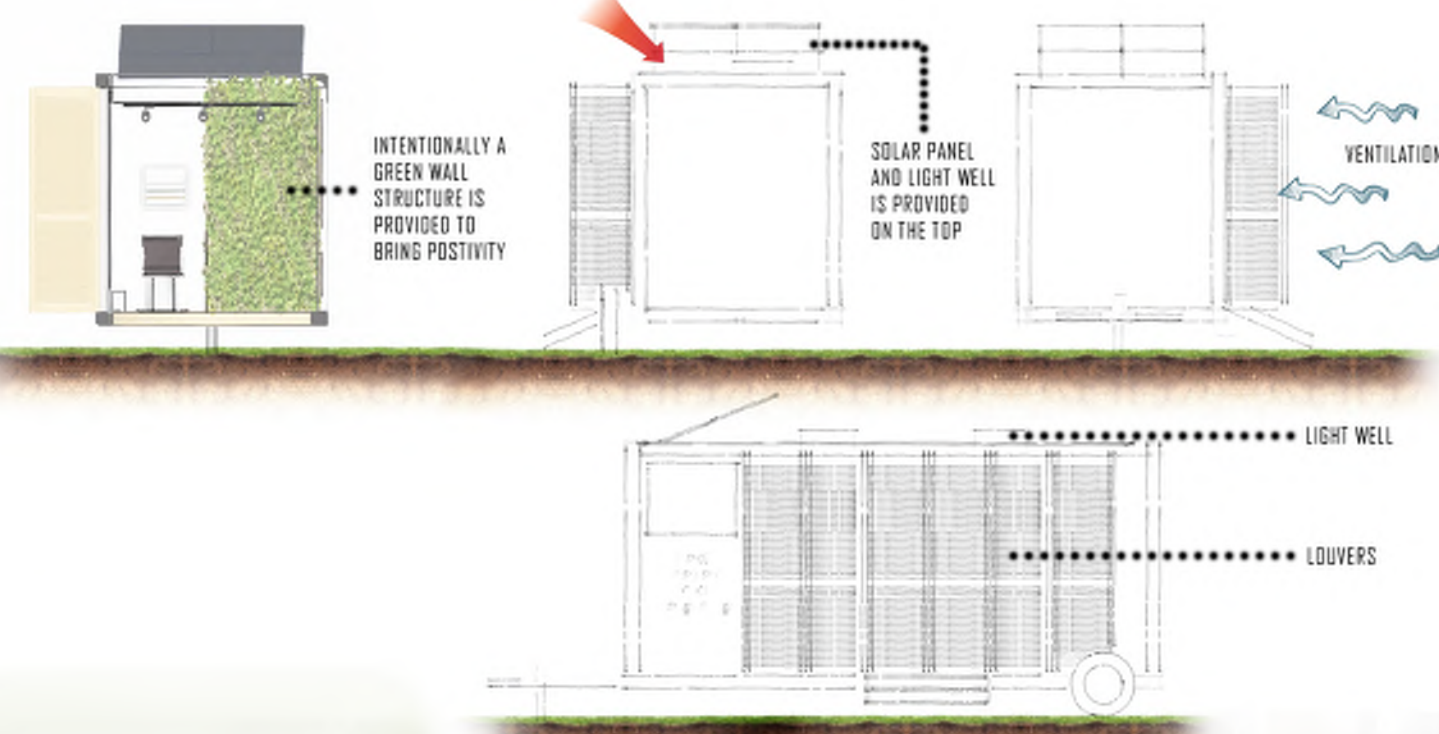 INTENTIONALLY A
GREEN WALL
STRUCTURE IS
PROVIDED TO
BRING POSTIVITY
SOLAR PANEL
AND LIGHT WELL
IS PROVIDED
ON THE TOP
VENTILATION
LIGHT WELL
LOUVERS